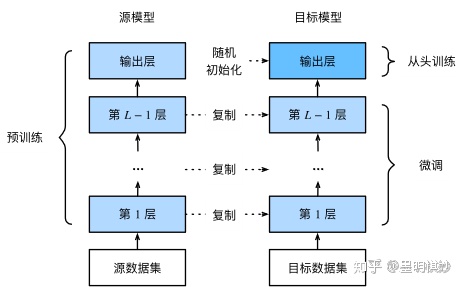 源模型
目标模型
输出层
随机
初始化
输出层
从头训练
第 L − 1 层
复制
第 L − 1 层
预训练
...
复制
...
微调
第 1 层
复制
第 1 层
源数据集
目标数据集
知乎